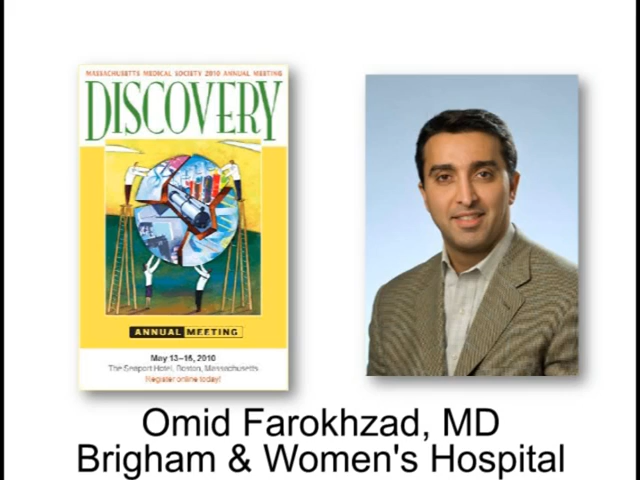 MASSACHUSETTS MEDICAL SOCIETY 2010 ANNUAL MEETING
DISCOVERY
ANNUAL MEETING
May 13–15, 2010
The Seaport Hotel, Boston, Massachusetts
Register online today!
Omid Farokhzad, MD
Brigham & Women's Hospital